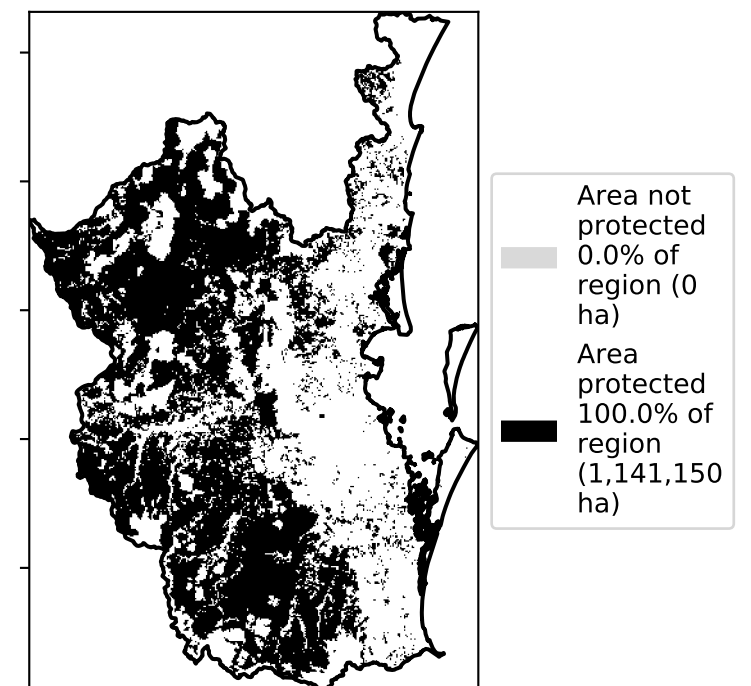 Area not
protected
0.0% of
region (0
ha)
Area
protected
100.0% of
region
(1,141,150
ha)